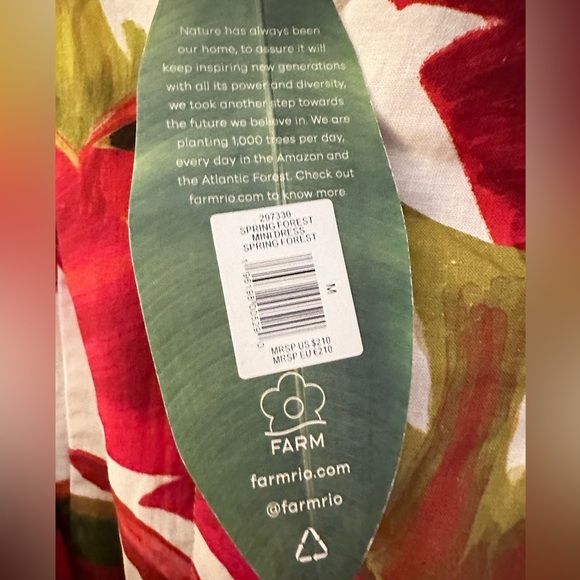 Nature has always been
our home, to assure it will
keep inspiring new generations
with all its power and diversity,
we took another step towards
the future we believe in. We are
planting 1,000 trees per day,
every day in the Amazon and
the Atlantic Forest. Check out
farmrio.com to know more.
297330
SPRING FOREST
MINI DRESS
SPRING FOREST
M
MRSP US $210
MRSP EU €210
FARM
farmrio.com
@farmrio